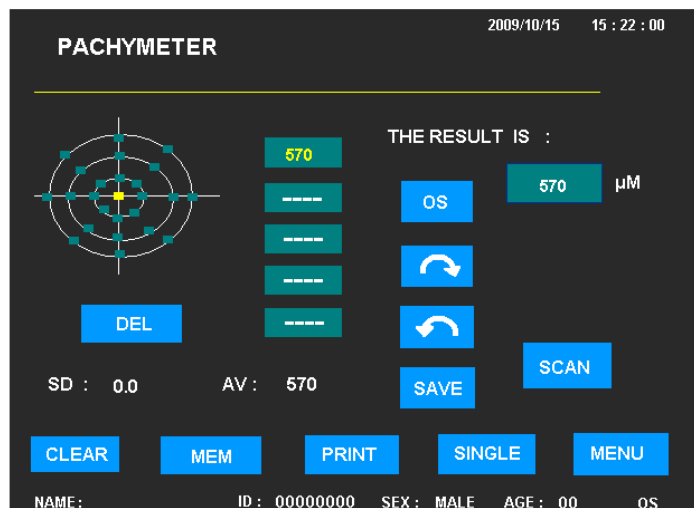 2009/10/15 15 : 22 : 00
PACHYMETER
THE RESULT IS :
570
570 µM
----
OS
----
----
----
DEL
SCAN
SD : 0.0 AV : 570
SAVE
CLEAR MEM PRINT SINGLE MENU
NAME : ID : 00000000 SEX : MALE AGE : 00 OS